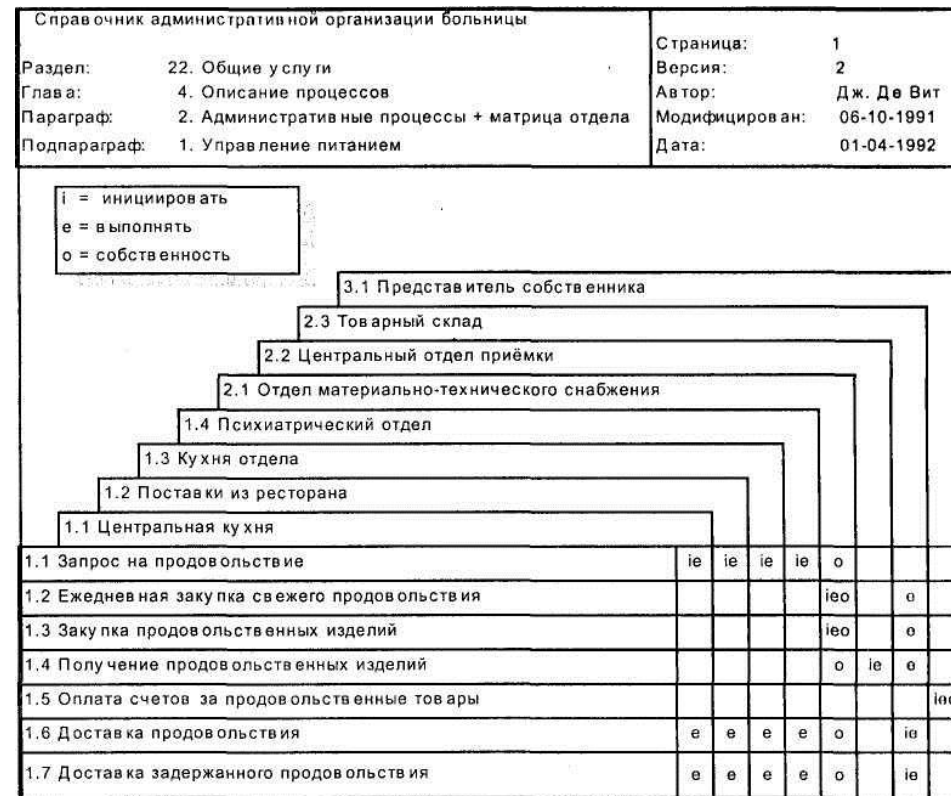 Справочник административной организации больницы
Страница: 1
Раздел: 22. Общие услуги Версия: 2
Глава: 4. Описание процессов Автор: Дж. Де Вит
Параграф: 2. Административные процессы + матрица отдела Модифицирован: 06-10-1991
Подпараграф: 1. Управление питанием Дата: 01-04-1992
i = инициировать
e = выполнять
o = собственность
3.1 Представитель собственника
2.3 Товарный склад
2.2 Центральный отдел приёмки
2.1 Отдел материально-технического снабжения
1.4 Психиатрический отдел
1.3 Кухня отдела
1.2 Поставки из ресторана
1.1 Центральная кухня
1.1 Запрос на продовольствие ie ie ie ie o
1.2 Ежедневная закупка свежего продовольствия ieo o
1.3 Закупка продовольственных изделий ieo o
1.4 Получение продовольственных изделий o ie o
1.5 Оплата счетов за продовольственные товары
1.6 Доставка продовольствия e e e e o ie
1.7 Доставка задержанного продовольствия e e e e o ie